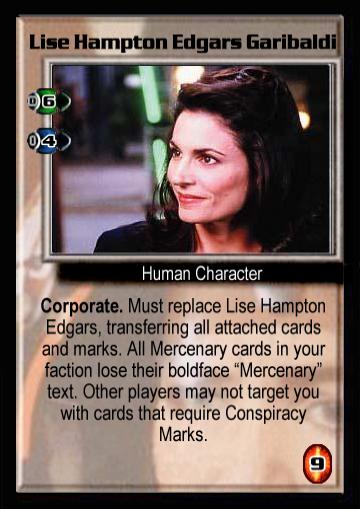 Lise Hampton Edgars Garibaldi
6
4
Human Character
Corporate. Must replace Lise Hampton
Edgars, transferring all attached cards
and marks. All Mercenary cards in your
faction lose their boldface “Mercenary”
text. Other players may not target you
with cards that require Conspiracy
Marks.
9